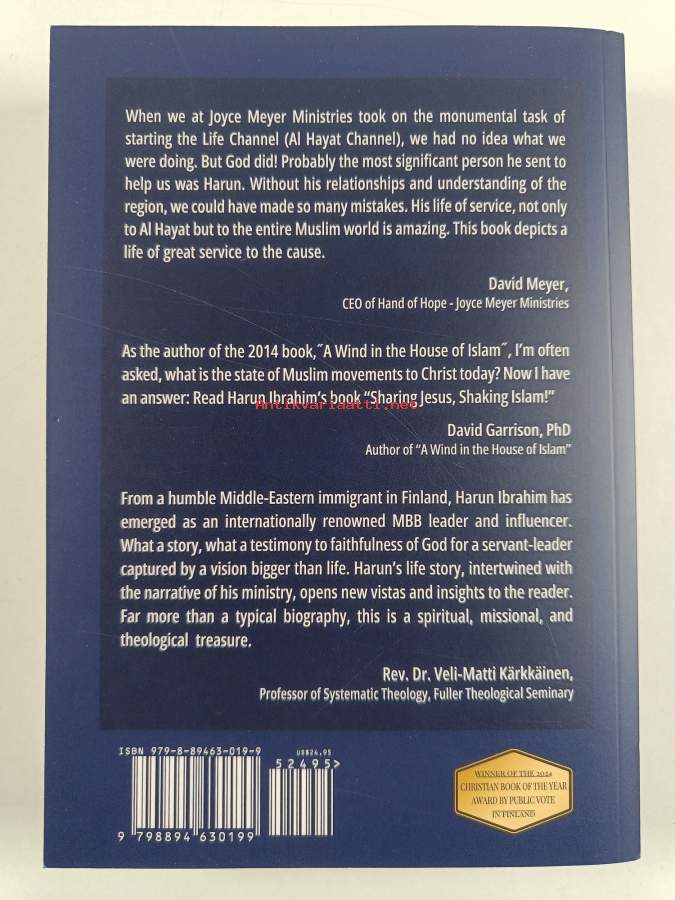 When we at Joyce Meyer Ministries took on the monumental task of
starting the Life Channel (Al Hayat Channel), we had no idea what we
were doing. But God did! Probably the most significant person he sent to
help us was Harun. Without his relationships and understanding of the
region, we could have made so many mistakes. His life of service, not only
to Al Hayat but to the entire Muslim world is amazing. This book depicts a
life of great service to the cause.
David Meyer,
CEO of Hand of Hope - Joyce Meyer Ministries
As the author of the 2014 book,˝A Wind in the House of Islam˝, I’m often
asked, what is the state of Muslim movements to Christ today? Now I have
an answer: Read Harun Ibrahim’s book “Sharing Jesus, Shaking Islam!”
Antikvariaatti.net
David Garrison, PhD
Author of “A Wind in the House of Islam”
From a humble Middle-Eastern immigrant in Finland, Harun Ibrahim has
emerged as an internationally renowned MBB leader and influencer.
What a story, what a testimony to faithfulness of God for a servant-leader
captured by a vision bigger than life. Harun’s life story, intertwined with
the narrative of his ministry, opens new vistas and insights to the reader.
Far more than a typical biography, this is a spiritual, missional, and
theological treasure.
Rev. Dr. Veli-Matti Kärkkäinen,
Professor of Systematic Theology, Fuller Theological Seminary
ISBN 979-8-89463-019-9
US$24.95
52495>
9 798894 630199
WINNER OF THE 2024
CHRISTIAN BOOK OF THE YEAR
AWARD BY PUBLIC VOTE
IN FINLAND